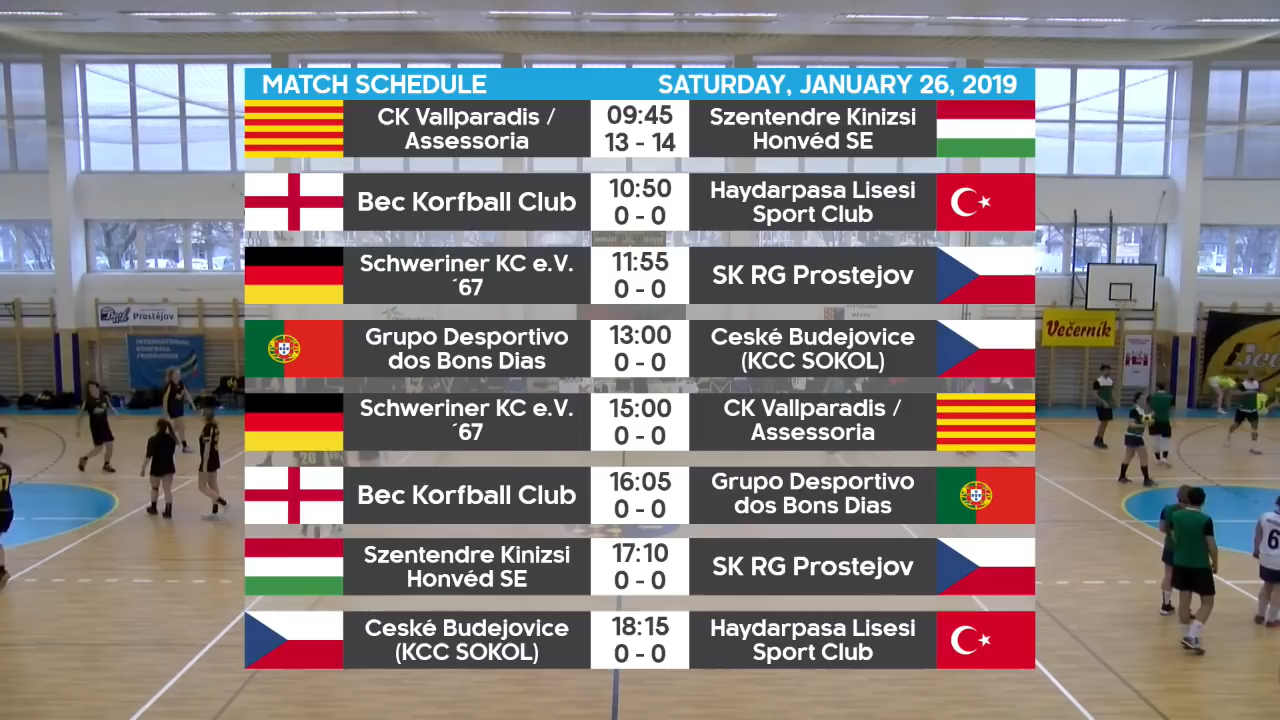 MATCH SCHEDULE SATURDAY, JANUARY 26, 2019
CK Vallparadis /
Assessoria
09:45
13 - 14
Szentendre Kinizsi
Honvéd SE
Bec Korfball Club
10:50
0 - 0
Haydarpasa Lisesi
Sport Club
Schweriner KC e.V.
´67
11:55
0 - 0
SK RG Prostejov
Grupo Desportivo
dos Bons Dias
13:00
0 - 0
Ceské Budejovice
(KCC SOKOL)
Schweriner KC e.V.
´67
15:00
0 - 0
CK Vallparadis /
Assessoria
Bec Korfball Club
16:05
0 - 0
Grupo Desportivo
dos Bons Dias
Szentendre Kinizsi
Honvéd SE
17:10
0 - 0
SK RG Prostejov
Ceské Budejovice
(KCC SOKOL)
18:15
0 - 0
Haydarpasa Lisesi
Sport Club
Prostějov
INTERNATIONAL
KORFBALL
FEDERATION
Večerník
6